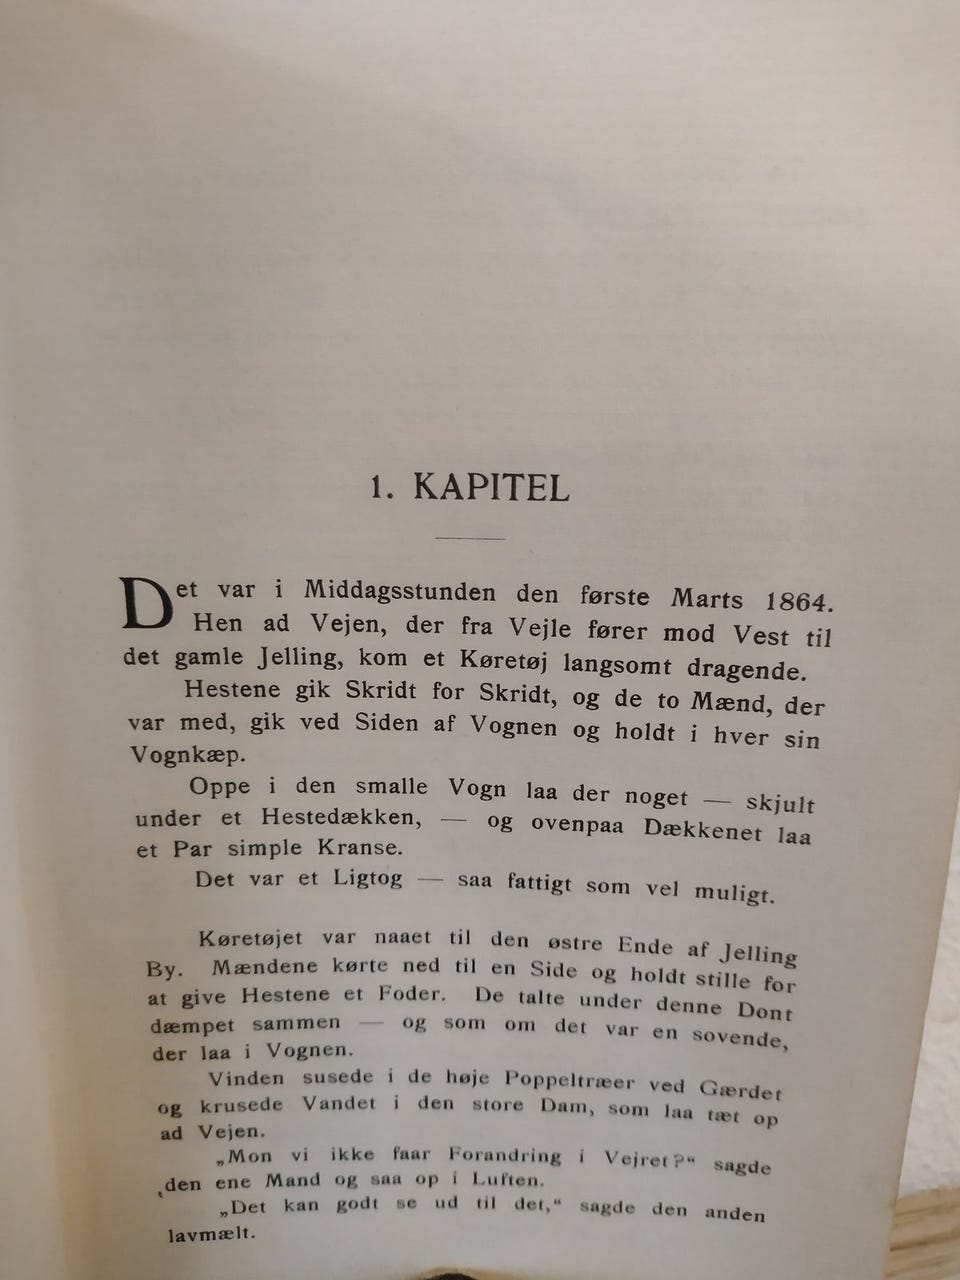 1. KAPITEL
Det var i Middagsstunden den første Marts 1864.
Hen ad Vejen, der fra Vejle fører mod Vest til
det gamle Jelling, kom et Køretøj langsomt dragende.
Hestene gik Skridt for Skridt, og de to Mænd, der
var med, gik ved Siden af Vognen og holdt i hver sin
Vognkæp.
Oppe i den smalle Vogn laa der noget — skjult
under et Hestedækken, — og ovenpaa Dækkenet laa
et Par simple Kranse.
Det var et Ligtog — saa fattigt som vel muligt.
Køretøjet var naaet til den østre Ende af Jelling
By. Mændene kørte ned til en Side og holdt stille for
at give Hestene et Foder. De talte under denne Dont
dæmpet sammen — og som om det var en sovende,
der laa i Vognen.
Vinden susede i de høje Poppeltræer ved Gærdet
og krusede Vandet i den store Dam, som laa tæt op
ad Vejen.
„Mon vi ikke faar Forandring i Vejret?“ sagde
den ene Mand og saa op i Luften.
„Det kan godt se ud til det,“ sagde den anden
lavmælt.